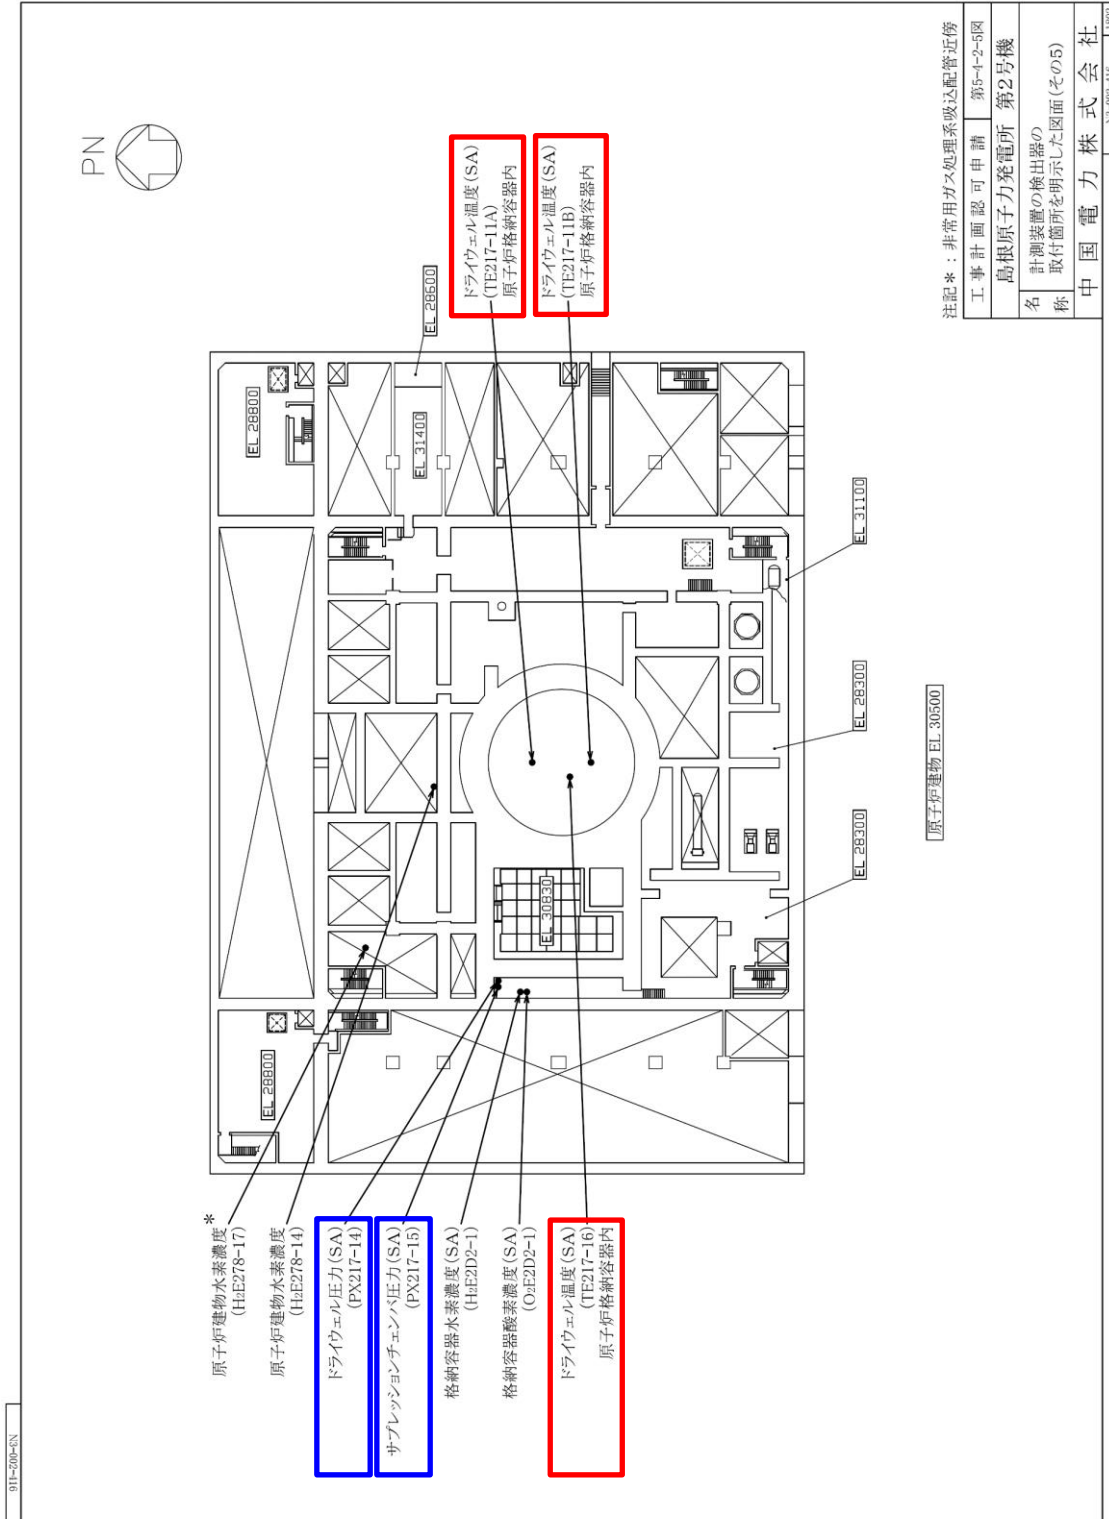 N3-002-416
PN
原子炉建物水素濃度*
(H₂E278-17)
原子炉建物水素濃度
(H₂E278-14)
ドライウェル圧力(SA)
(PX217-14)
サプレッションチェンバ圧力(SA)
(PX217-15)
格納容器水素濃度(SA)
(H₂E2D2-1)
格納容器酸素濃度(SA)
(O₂E2D2-1)
ドライウェル温度(SA)
(TE217-16)
原子炉格納容器内
ドライウェル温度(SA)
(TE217-11A)
原子炉格納容器内
ドライウェル温度(SA)
(TE217-11B)
原子炉格納容器内
EL 28800
EL 28800
EL 31400
EL 28600
EL 30830
EL 28300
EL 28300
EL 31100
原子炉建物 EL 30500
注記*:非常用ガス処理系吸込配管近傍
工事計画認可申請 第5-4-2-5図
島根原子力発電所 第2号機
名称
計測装置の検出器の
取付箇所を明示した図面(その5)
中国電力株式会社